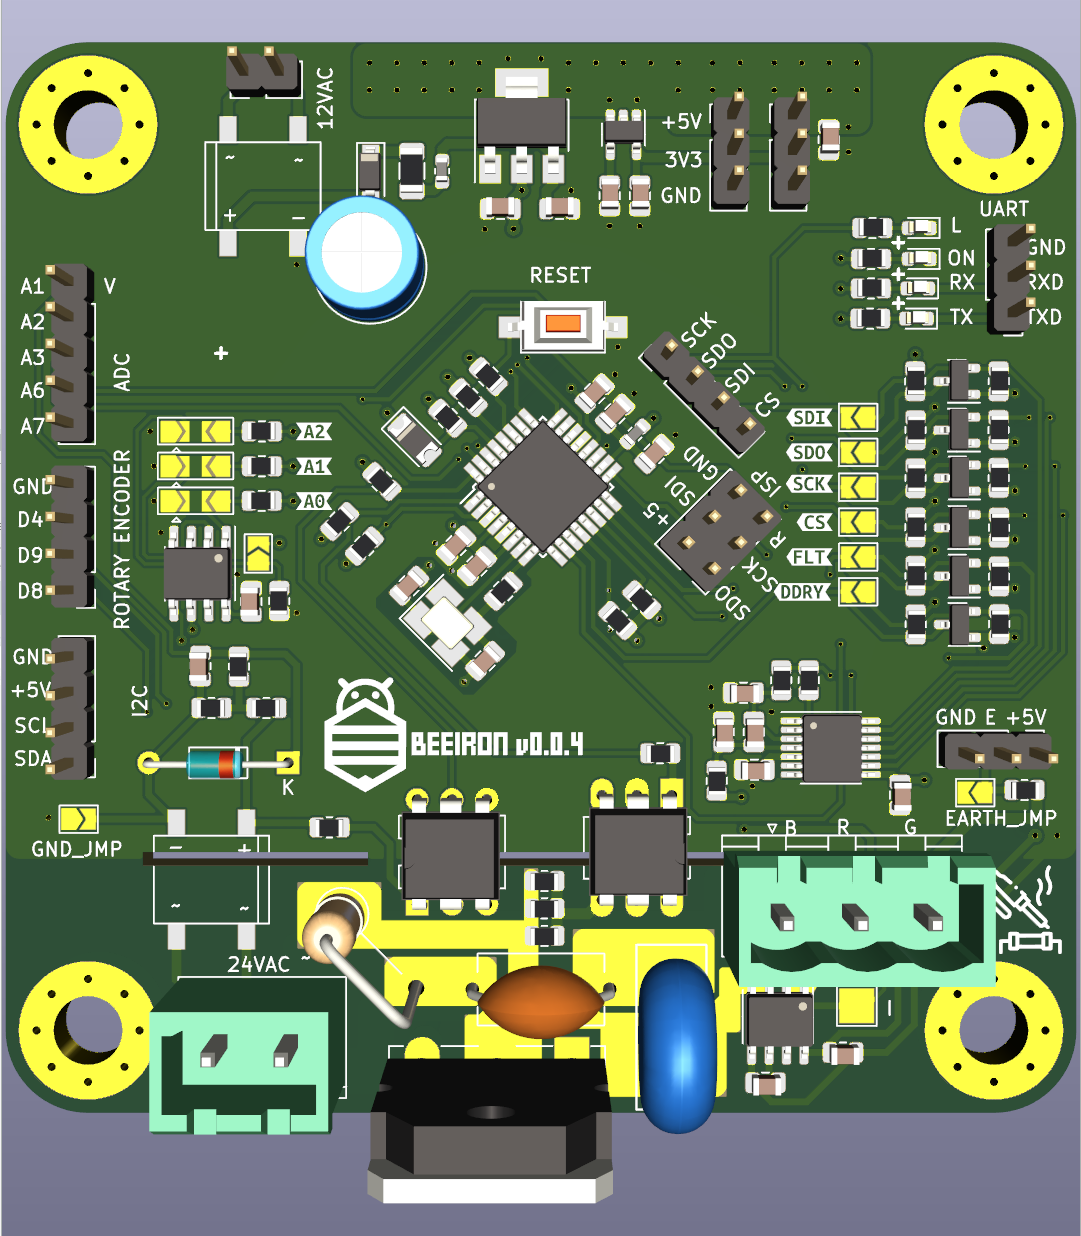 12VAC
+5V
3V3
GND
UART
GND
RXD
TXD
L
ON
RX
TX
RESET
A1 V
A2
A3
A6
A7
ADC
SCK
SDO
SDI
CS
A2
A1
A0
GND
D4
D9
D8
ROTARY ENCODER
GND
SDI
+5
ISP
R
SCK
SDO
SDI
SDO
SCK
CS
FLT
DDRY
GND
+5V
SCL
SDA
I2C
K
BEEIRON v0.0.4
GND E +5V
EARTH_JMP
GND_JMP
B R G
- +
~ ~
24VAC ~
I